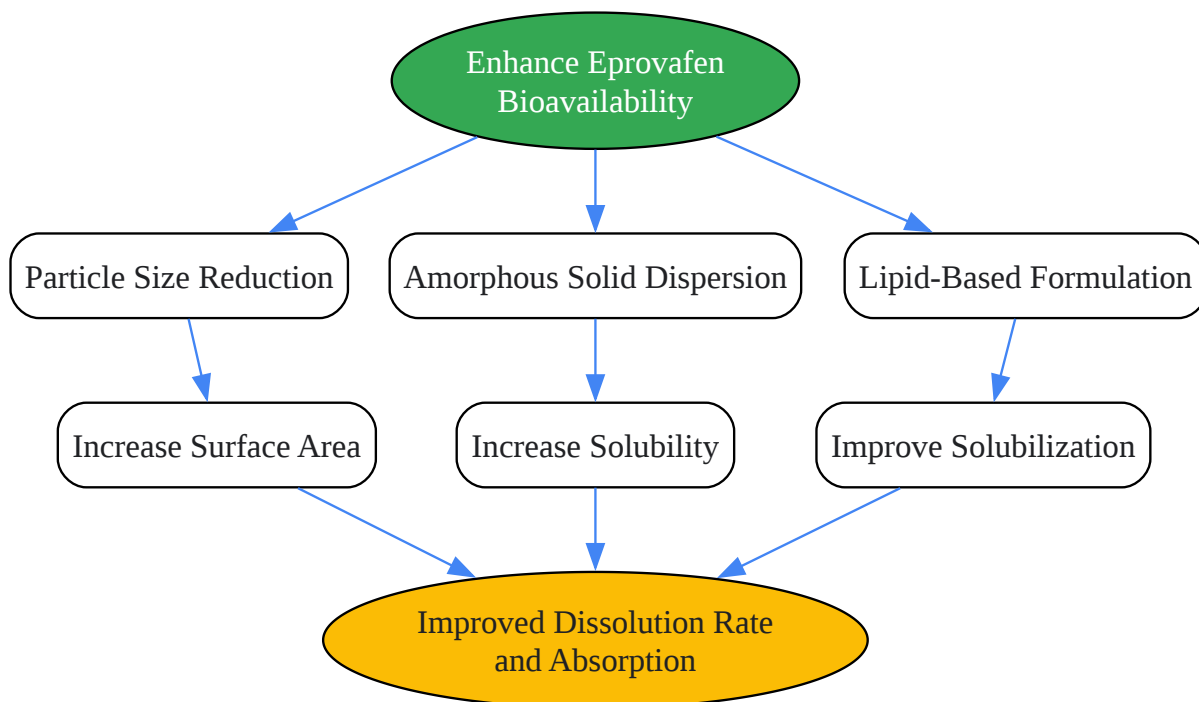 Enhance Eprovafen
Bioavailability
Particle Size Reduction
Amorphous Solid Dispersion
Lipid-Based Formulation
Increase Surface Area
Increase Solubility
Improve Solubilization
Improved Dissolution Rate
and Absorption